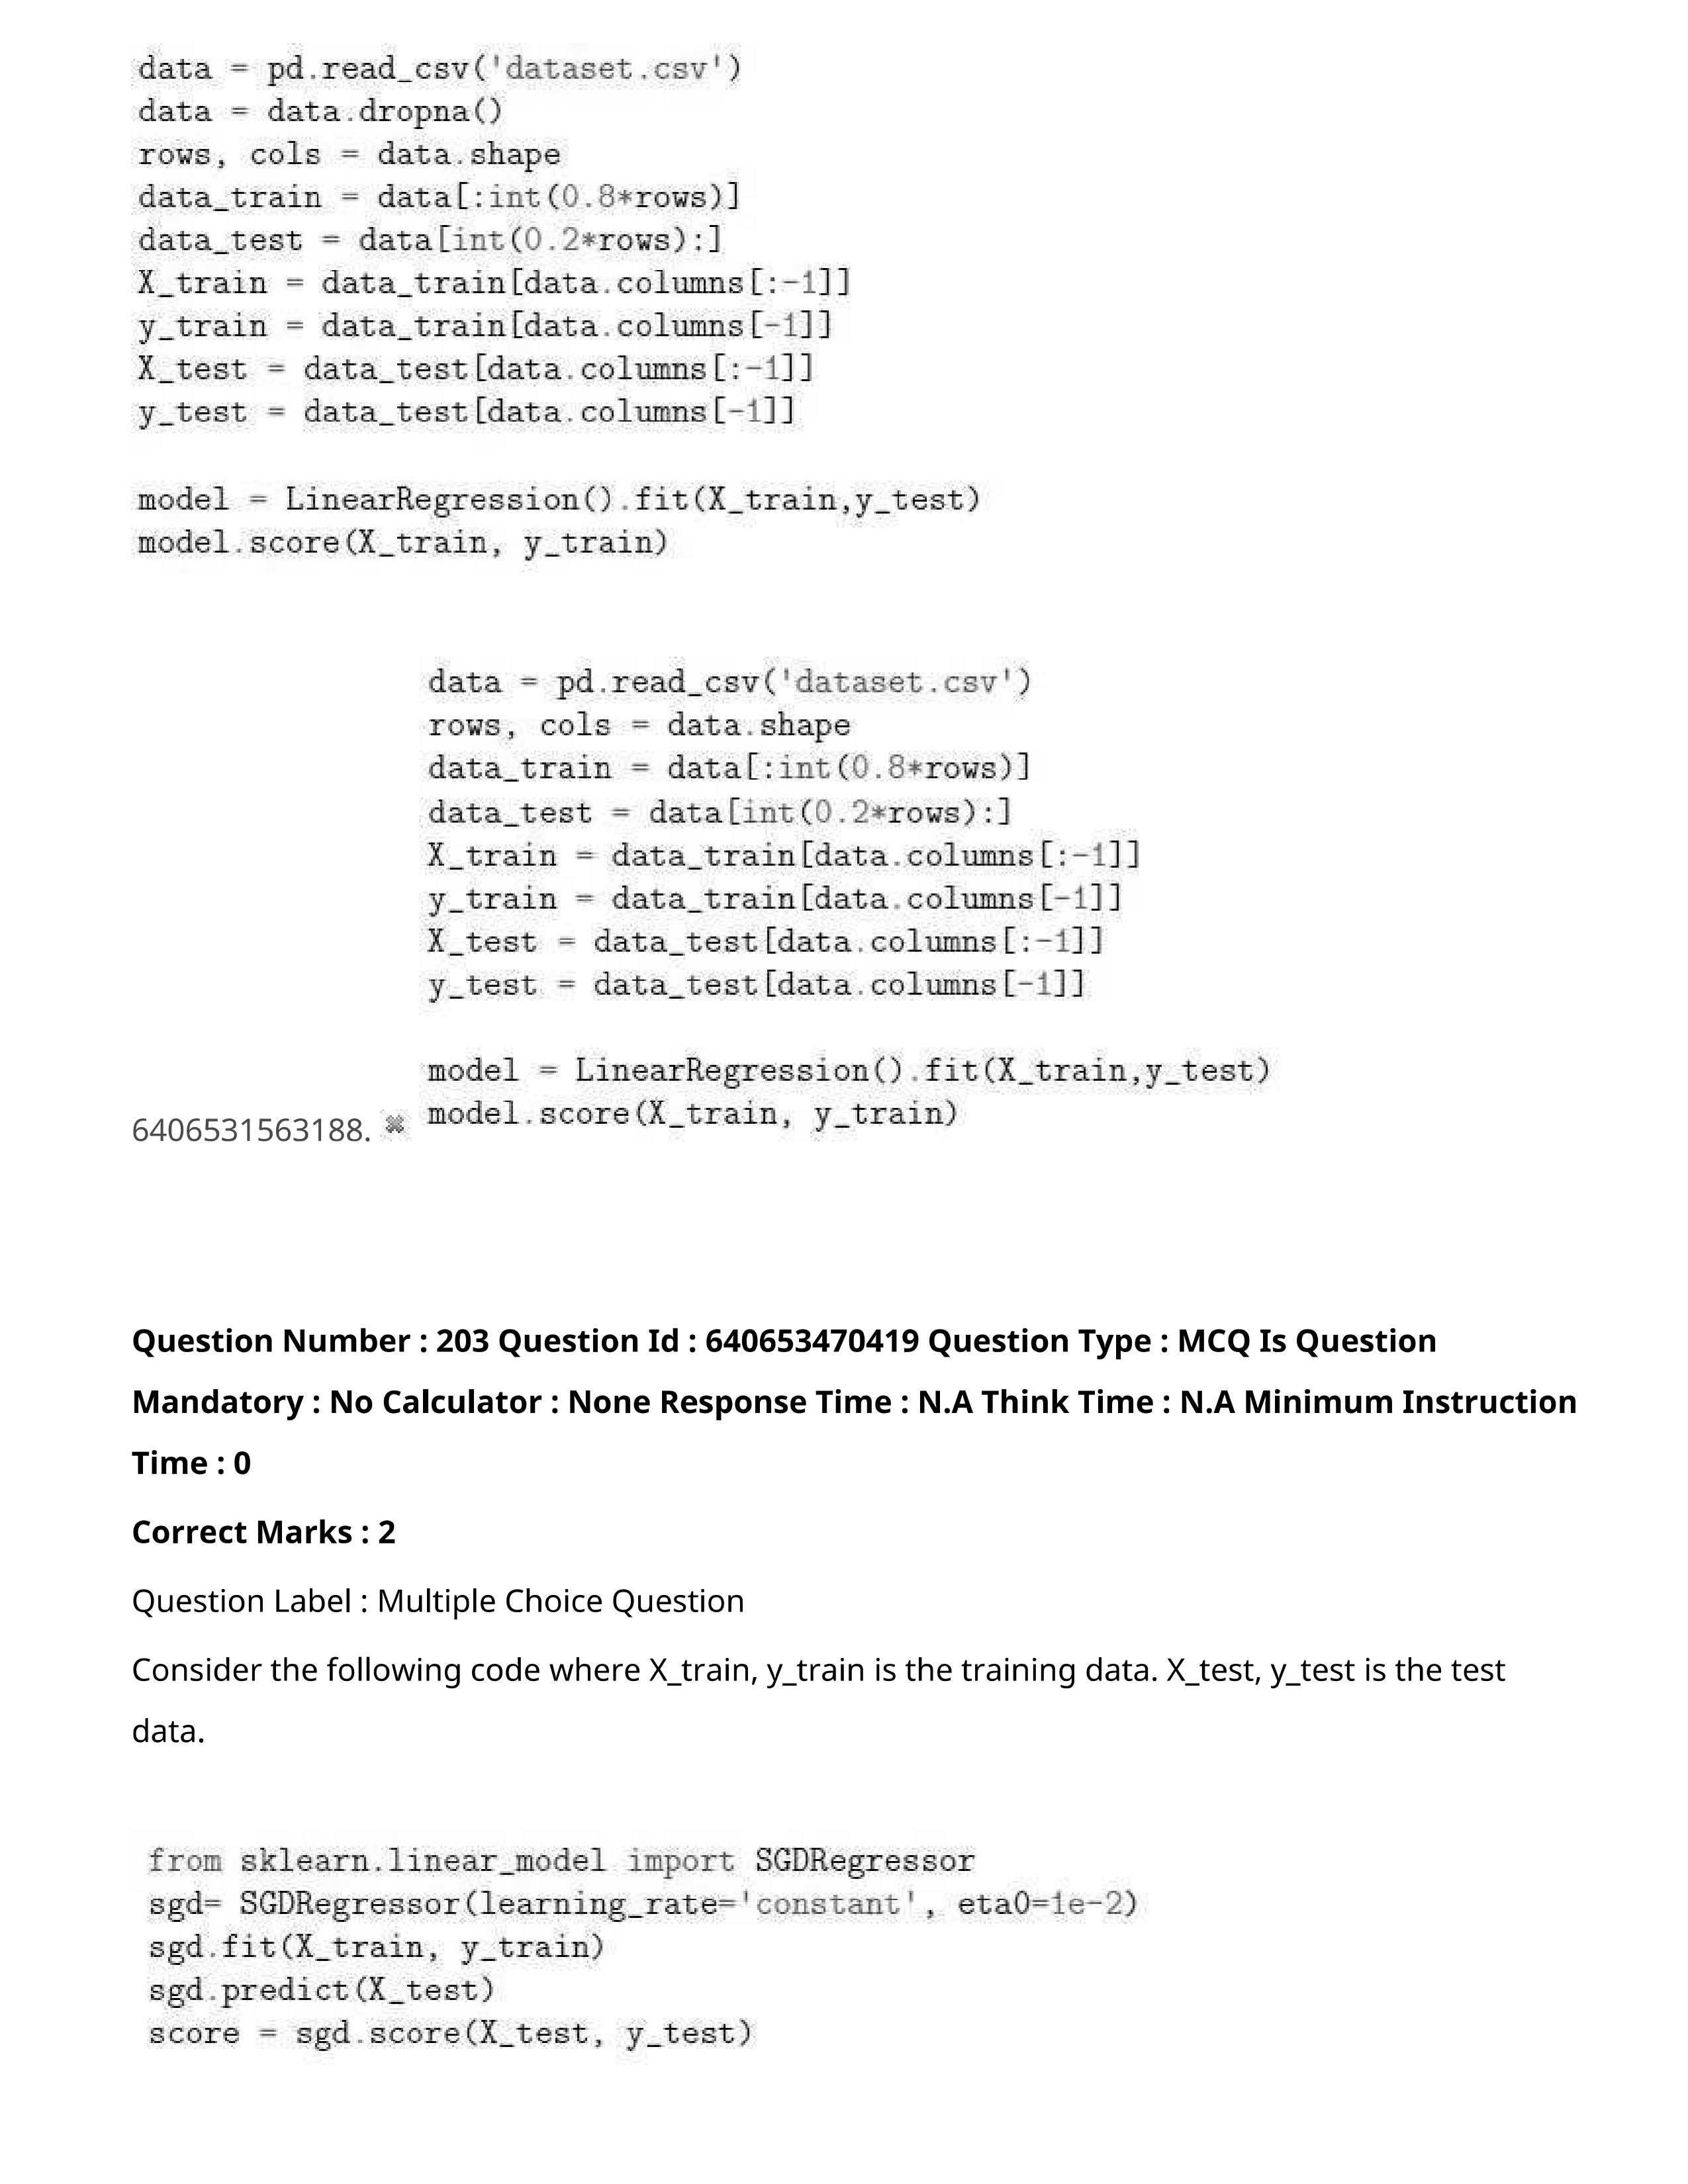 data = pd.read_csv('dataset.csv')
data = data.dropna()
rows, cols = data.shape
data_train = data[:int(0.8*rows)]
data_test = data[int(0.2*rows):]
X_train = data_train[data.columns[:-1]]
y_train = data_train[data.columns[-1]]
X_test = data_test[data.columns[:-1]]
y_test = data_test[data.columns[-1]]
model = LinearRegression().fit(X_train,y_test)
model.score(X_train, y_train)
data = pd.read_csv('dataset.csv')
rows, cols = data.shape
data_train = data[:int(0.8*rows)]
data_test = data[int(0.2*rows):]
X_train = data_train[data.columns[:-1]]
y_train = data_train[data.columns[-1]]
X_test = data_test[data.columns[:-1]]
y_test = data_test[data.columns[-1]]
model = LinearRegression().fit(X_train,y_test)
model.score(X_train, y_train)
6406531563188. ✖
Question Number : 203 Question Id : 640653470419 Question Type : MCQ Is Question
Mandatory : No Calculator : None Response Time : N.A Think Time : N.A Minimum Instruction
Time : 0
Correct Marks : 2
Question Label : Multiple Choice Question
Consider the following code where X_train, y_train is the training data. X_test, y_test is the test
data.
from sklearn.linear_model import SGDRegressor
sgd= SGDRegressor(learning_rate='constant', eta0=1e-2)
sgd.fit(X_train, y_train)
sgd.predict(X_test)
score = sgd.score(X_test, y_test)